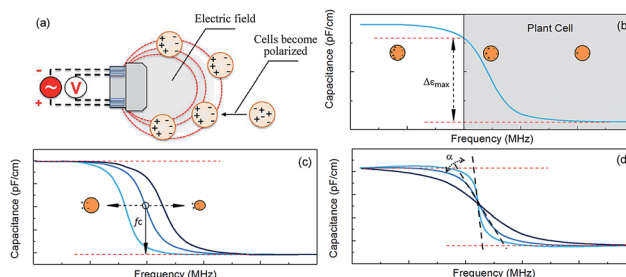 (a)
Electric field
Cells become
polarized
-
~
V
+
(b)
Plant Cell
Capacitance (pF/cm)
Δεmax
Frequency (MHz)
(c)
Capacitance (pF/cm)
fc
Frequency (MHz)
(d)
α
Capacitance (pF/cm)
Frequency (MHz)